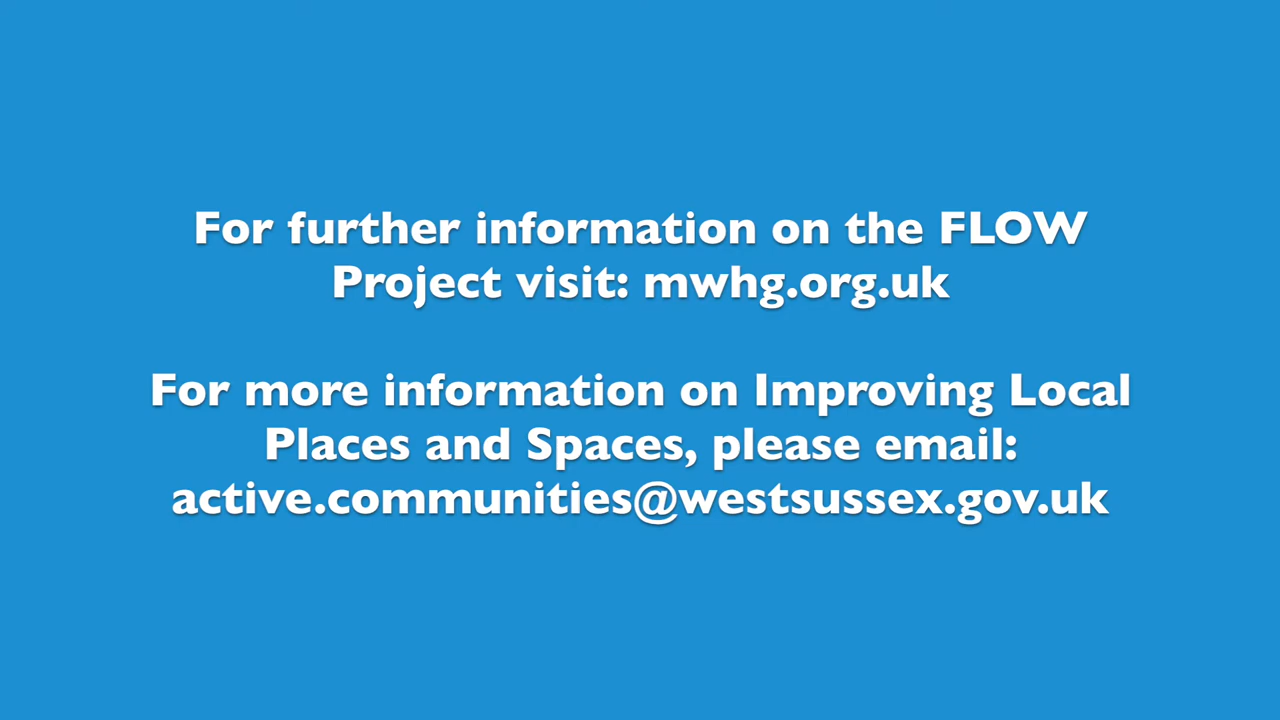 For further information on the FLOW
Project visit: mwhg.org.uk
For more information on Improving Local
Places and Spaces, please email:
active.communities@westsussex.gov.uk